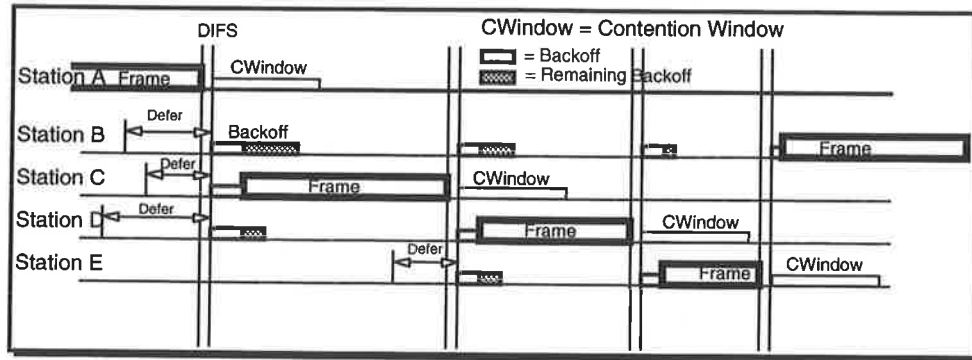 DIFS
CWindow = Contention Window
= Backoff
= Remaining Backoff
Station A Frame
CWindow
Defer
Station B
Backoff
Frame
Defer
Station C
Frame
CWindow
Defer
Station D
Frame
CWindow
Defer
Station E
Frame
CWindow